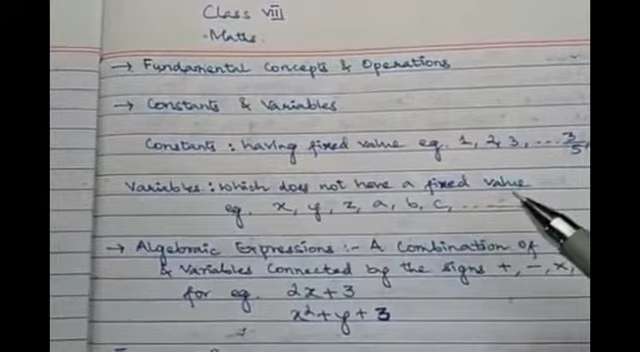 Class VIII
Maths.
→ Fundamental Concepts & Operations
→ Constants & Variables
Constants : having fixed value eg. 1, 2, 3, ... 3/5,
Variables : which does not have a fixed value
eg. x, y, z, a, b, c, ......
→ Algebraic Expressions :- A Combination of
& Variables Connected by the signs +, -, ×,
for eg. 2x + 3
x² + y + 3